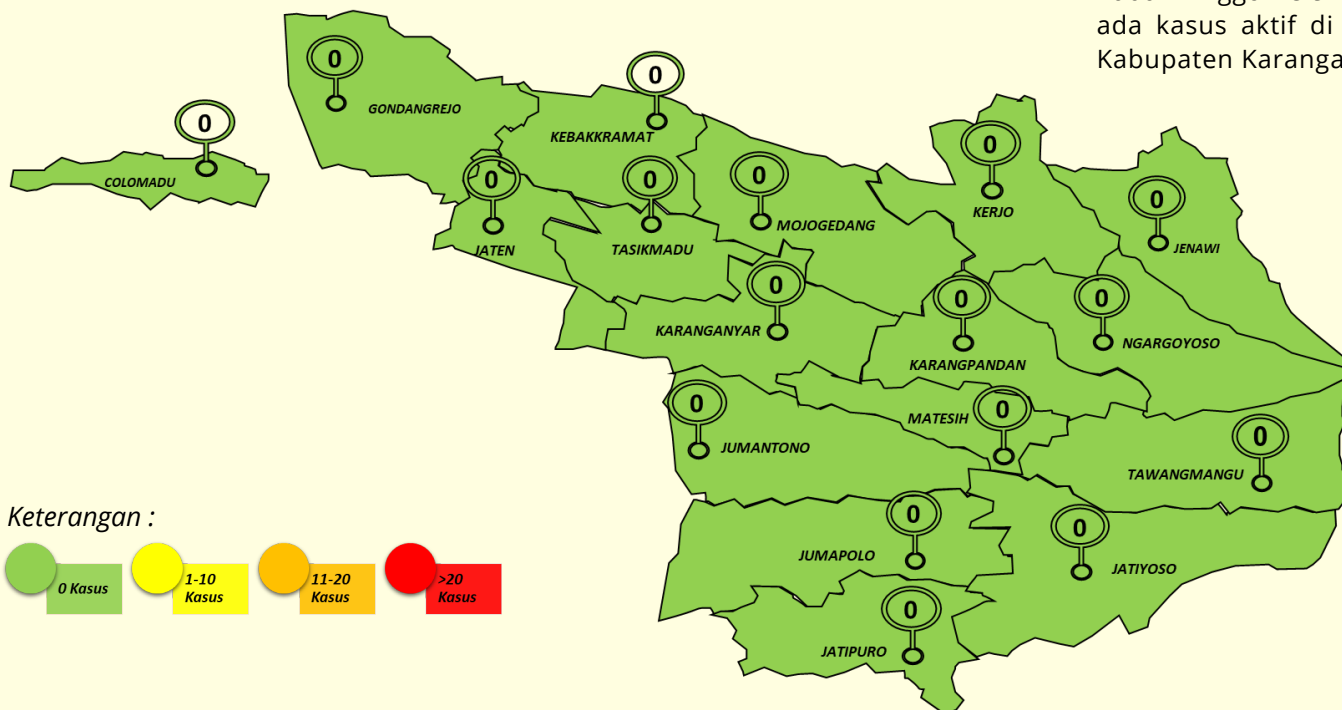 ada kasus aktif di
Kabupaten Karanga
0
GONDANGREJO
0
KEBAKKRAMAT
0
COLOMADU
0
JATEN
0
TASIKMADU
0
MOJOGEDANG
0
KERJO
0
JENAWI
0
KARANGANYAR
0
KARANGPANDAN
0
NGARGOYOSO
0
JUMANTONO
0
MATESIH
0
TAWANGMANGU
0
JUMAPOLO
0
JATIYOSO
0
JATIPURO
Keterangan :
0 Kasus
1-10
Kasus
11-20
Kasus
>20
Kasus